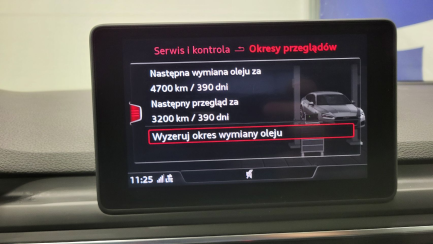 Serwis i kontrola Okresy przeglądów
Następna wymiana oleju za
4700 km / 390 dni
Następny przegląd za
3200 km / 390 dni
Wyzeruj okres wymiany oleju
11:25